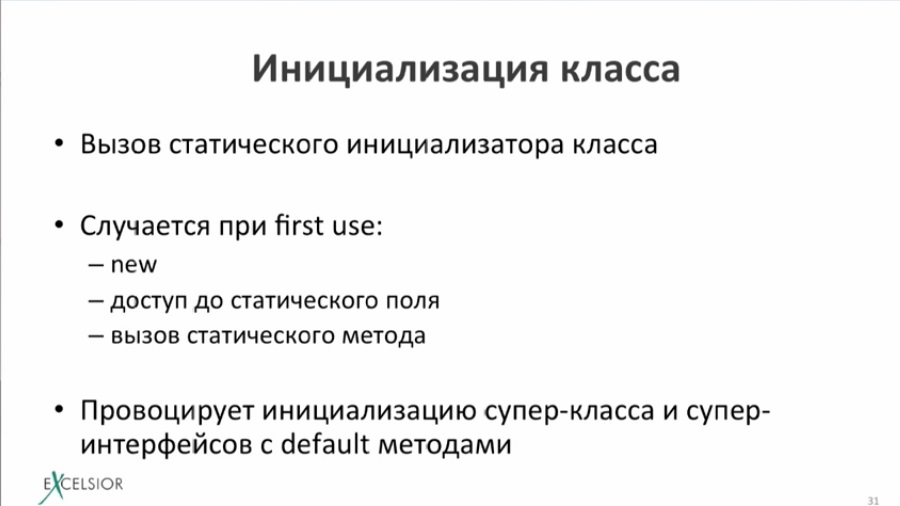 Инициализация класса
• Вызов статического инициализатора класса
• Случается при first use:
– new
– доступ до статического поля
– вызов статического метода
• Провоцирует инициализацию супер-класса и супер-
интерфейсов с default методами
EXCELSIOR
31